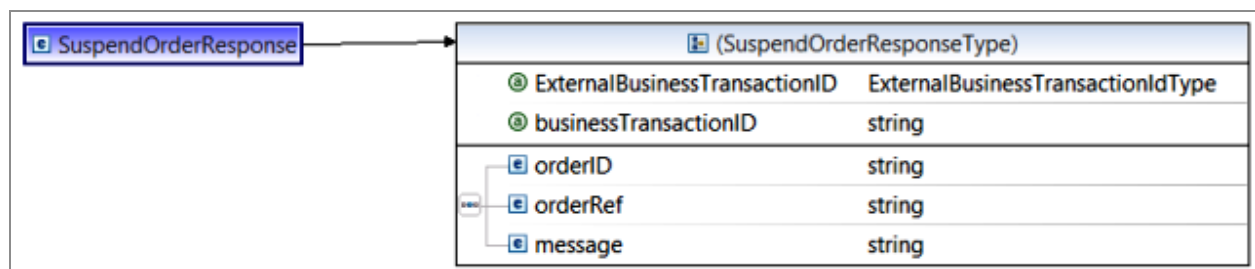 e SuspendOrderResponse
(SuspendOrderResponseType)
a ExternalBusinessTransactionID ExternalBusinessTransactionIdType
a businessTransactionID string
e orderID string
e orderRef string
e message string